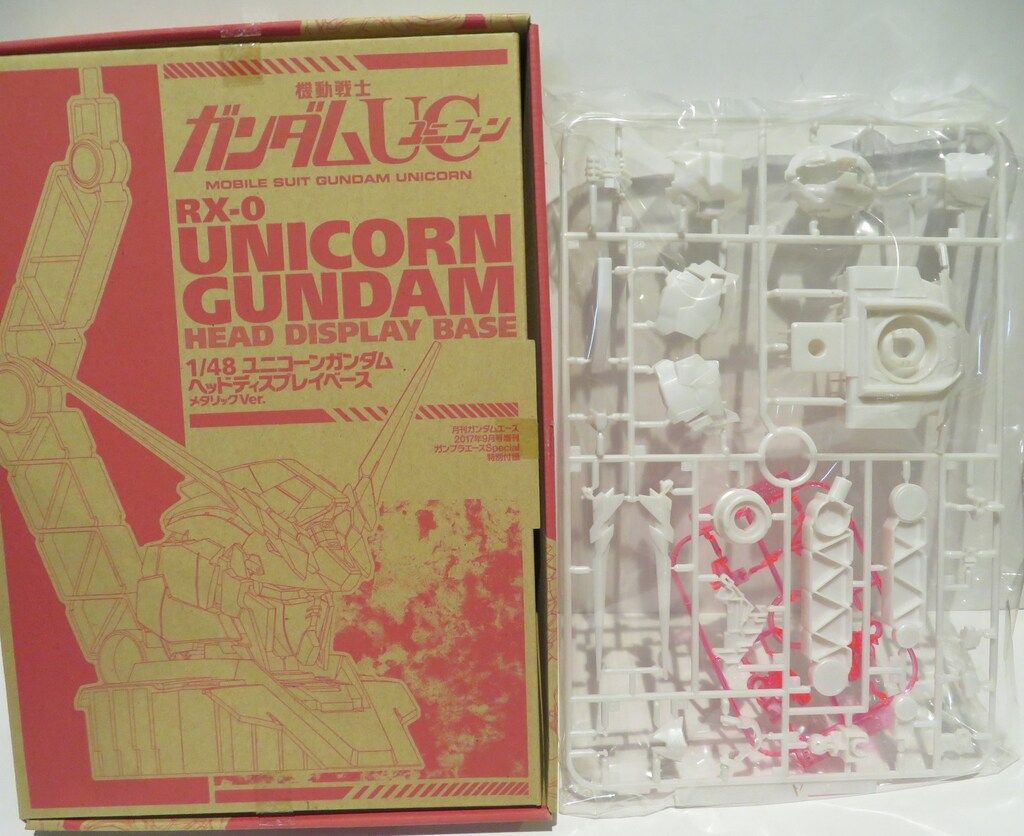 機動戦士
ガンダムUC
ユニコーン
MOBILE SUIT GUNDAM UNICORN
RX-0
UNICORN
GUNDAM
HEAD DISPLAY BASE
1/48 ユニコーンガンダム
ヘッドディスプレイベース
メタリックVer.
月刊ガンダムエース
2017年9月号増刊
ガンプラエースSpecial
特別付録